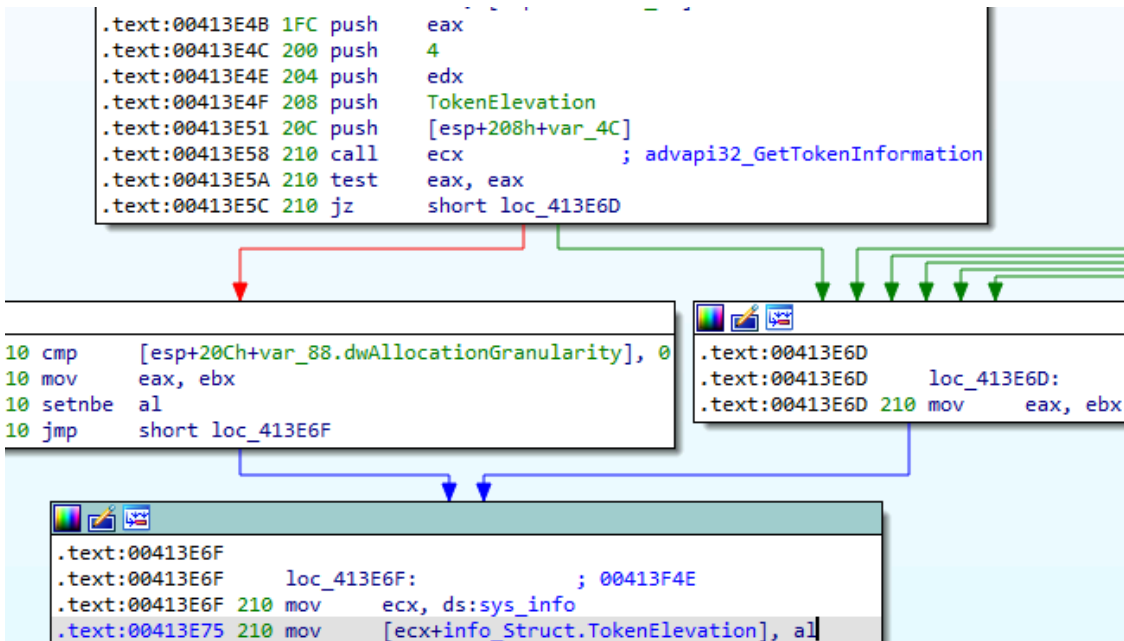 .text:00413E4B 1FC push    eax
.text:00413E4C 200 push    4
.text:00413E4E 204 push    edx
.text:00413E4F 208 push    TokenElevation
.text:00413E51 20C push    [esp+208h+var_4C]
.text:00413E58 210 call    ecx             ; advapi32_GetTokenInformation
.text:00413E5A 210 test    eax, eax
.text:00413E5C 210 jz      short loc_413E6D
10 cmp     [esp+20Ch+var_88.dwAllocationGranularity], 0
10 mov     eax, ebx
10 setnbe  al
10 jmp     short loc_413E6F
.text:00413E6D
.text:00413E6D     loc_413E6D:
.text:00413E6D 210 mov     eax, ebx
.text:00413E6F
.text:00413E6F     loc_413E6F:             ; 00413F4E
.text:00413E6F 210 mov     ecx, ds:sys_info
.text:00413E75 210 mov     [ecx+info_Struct.TokenElevation], al